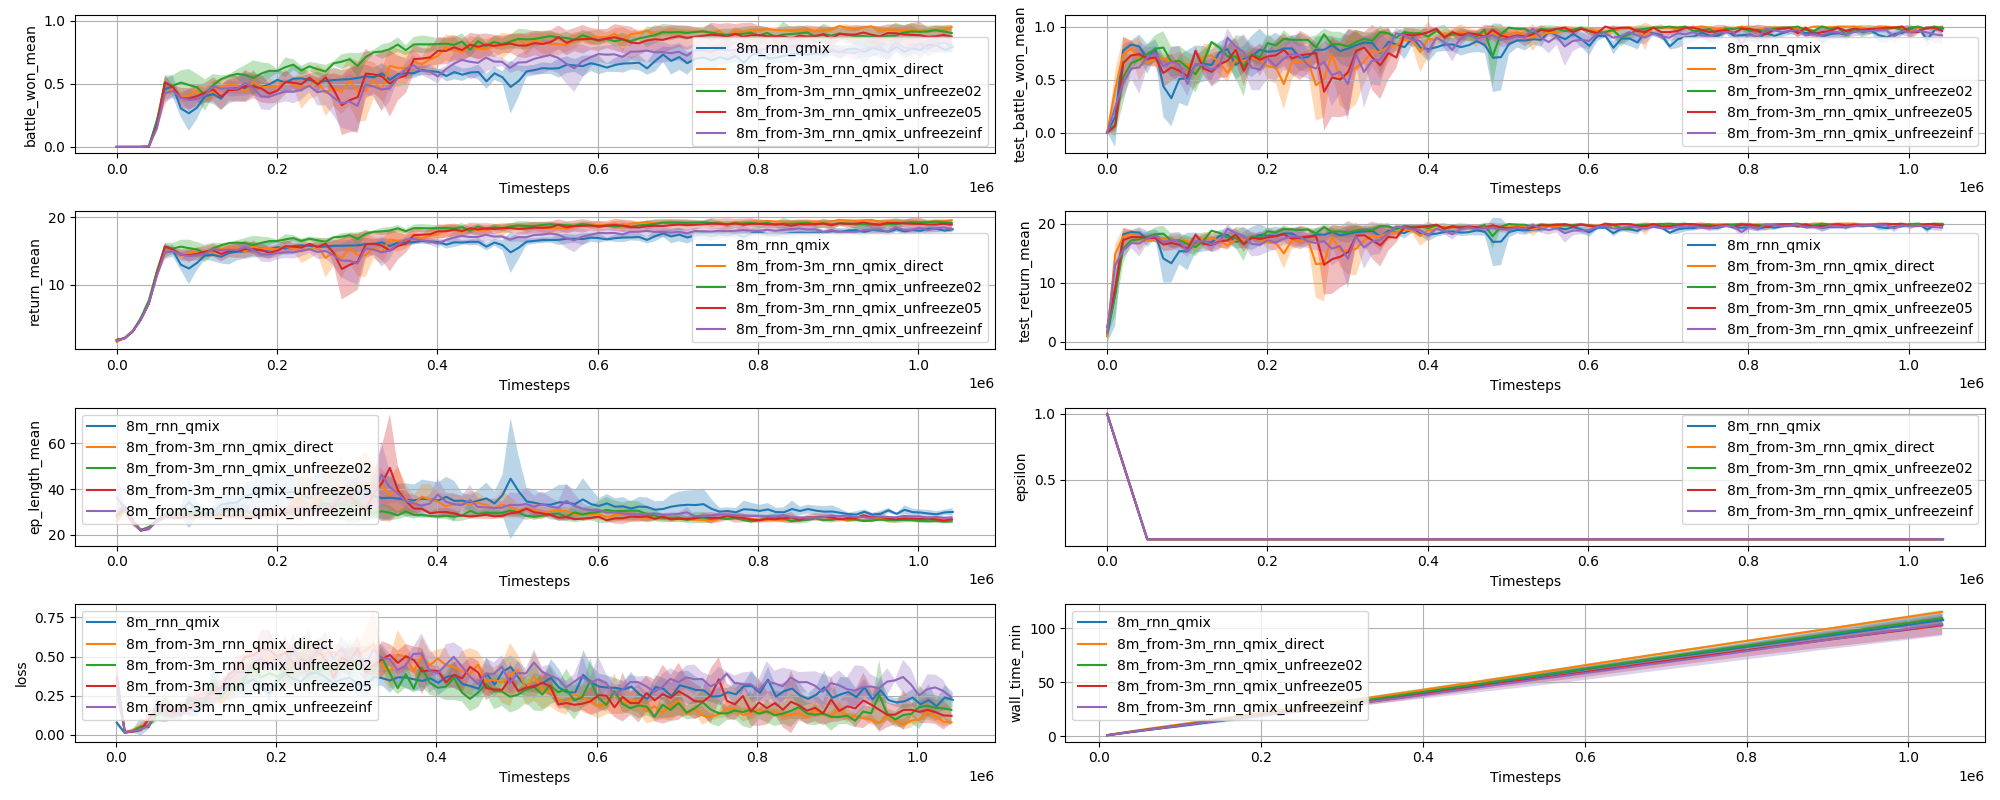 battle_won_mean
1.0
0.5
0.0
0.0
0.2
0.4
0.6
0.8
1.0
1e6
Timesteps
8m_rnn_qmix
8m_from-3m_rnn_qmix_direct
8m_from-3m_rnn_qmix_unfreeze02
8m_from-3m_rnn_qmix_unfreeze05
8m_from-3m_rnn_qmix_unfreezeinf
test_battle_won_mean
1.0
0.5
0.0
0.0
0.2
0.4
0.6
0.8
1.0
1e6
Timesteps
8m_rnn_qmix
8m_from-3m_rnn_qmix_direct
8m_from-3m_rnn_qmix_unfreeze02
8m_from-3m_rnn_qmix_unfreeze05
8m_from-3m_rnn_qmix_unfreezeinf
return_mean
20
10
0.0
0.2
0.4
0.6
0.8
1.0
1e6
Timesteps
8m_rnn_qmix
8m_from-3m_rnn_qmix_direct
8m_from-3m_rnn_qmix_unfreeze02
8m_from-3m_rnn_qmix_unfreeze05
8m_from-3m_rnn_qmix_unfreezeinf
test_return_mean
20
10
0
0.0
0.2
0.4
0.6
0.8
1.0
1e6
Timesteps
8m_rnn_qmix
8m_from-3m_rnn_qmix_direct
8m_from-3m_rnn_qmix_unfreeze02
8m_from-3m_rnn_qmix_unfreeze05
8m_from-3m_rnn_qmix_unfreezeinf
ep_length_mean
60
40
20
0.0
0.2
0.4
0.6
0.8
1.0
1e6
Timesteps
8m_rnn_qmix
8m_from-3m_rnn_qmix_direct
8m_from-3m_rnn_qmix_unfreeze02
8m_from-3m_rnn_qmix_unfreeze05
8m_from-3m_rnn_qmix_unfreezeinf
epsilon
1.0
0.5
0.0
0.2
0.4
0.6
0.8
1.0
1e6
Timesteps
8m_rnn_qmix
8m_from-3m_rnn_qmix_direct
8m_from-3m_rnn_qmix_unfreeze02
8m_from-3m_rnn_qmix_unfreeze05
8m_from-3m_rnn_qmix_unfreezeinf
loss
0.75
0.50
0.25
0.00
0.0
0.2
0.4
0.6
0.8
1.0
1e6
Timesteps
8m_rnn_qmix
8m_from-3m_rnn_qmix_direct
8m_from-3m_rnn_qmix_unfreeze02
8m_from-3m_rnn_qmix_unfreeze05
8m_from-3m_rnn_qmix_unfreezeinf
wall_time_min
100
50
0
0.0
0.2
0.4
0.6
0.8
1.0
1e6
Timesteps
8m_rnn_qmix
8m_from-3m_rnn_qmix_direct
8m_from-3m_rnn_qmix_unfreeze02
8m_from-3m_rnn_qmix_unfreeze05
8m_from-3m_rnn_qmix_unfreezeinf